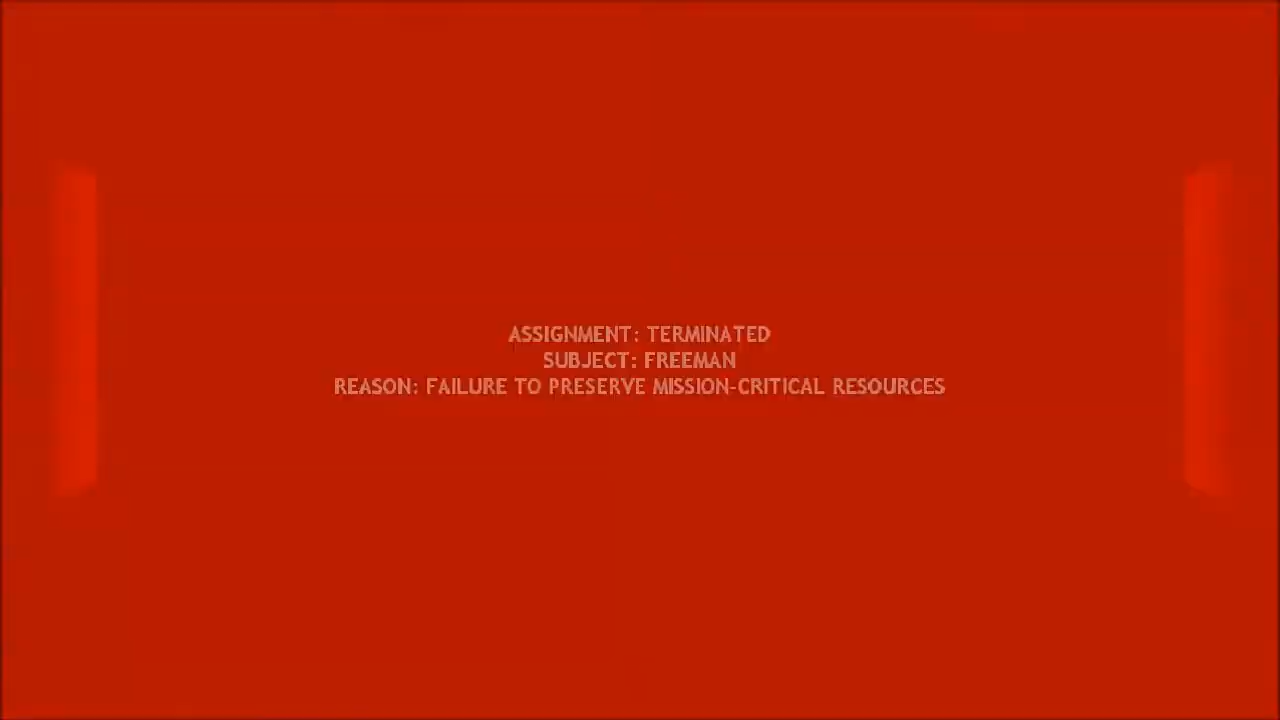 ASSIGNMENT: TERMINATED
SUBJECT: FREEMAN
REASON: FAILURE TO PRESERVE MISSION-CRITICAL RESOURCES